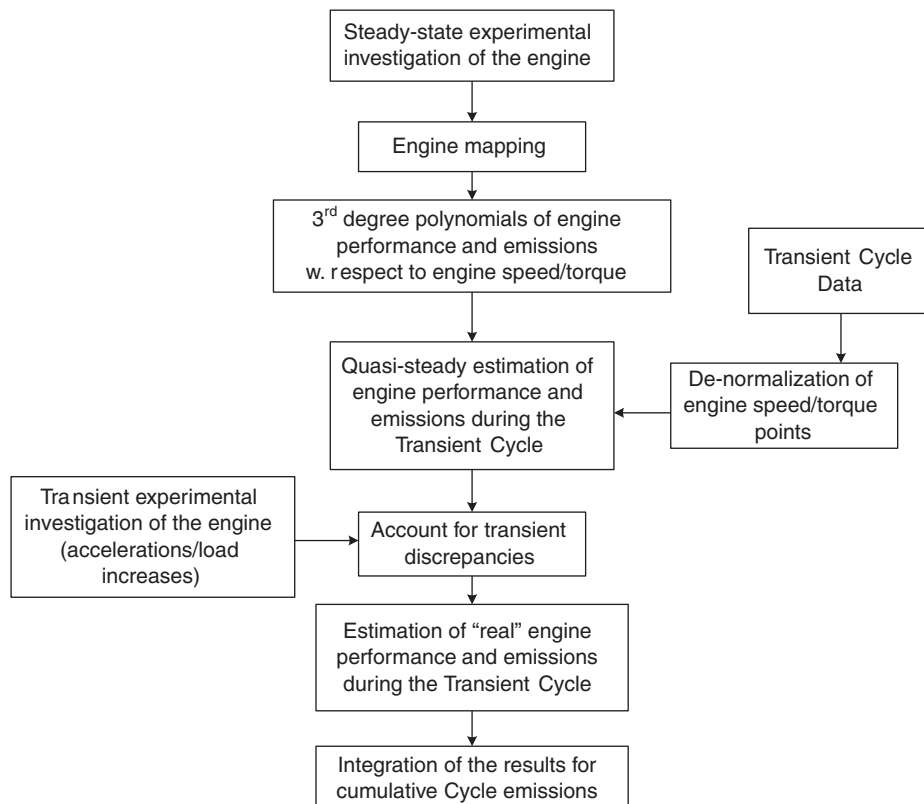 Steady-state experimental
investigation of the engine
Engine mapping
3rd degree polynomials of engine
performance and emissions
w. respect to engine speed/torque
Transient Cycle
Data
Quasi-steady estimation of
engine performance and
emissions during the
Transient Cycle
De-normalization of
engine speed/torque
points
Transient experimental
investigation of the engine
(accelerations/load
increases)
Account for transient
discrepancies
Estimation of “real” engine
performance and emissions
during the Transient Cycle
Integration of the results for
cumulative Cycle emissions